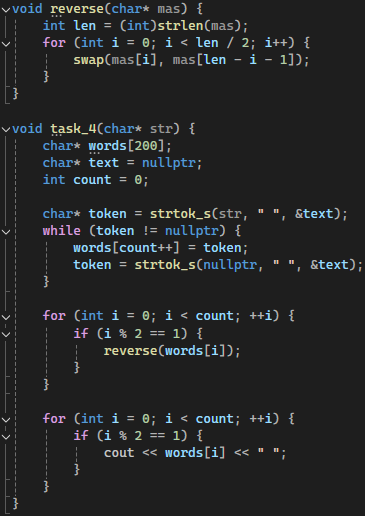 void reverse(char* mas) {
    int len = (int)strlen(mas);
    for (int i = 0; i < len / 2; i++) {
        swap(mas[i], mas[len - i - 1]);
    }
}

void task_4(char* str) {
    char* words[200];
    char* text = nullptr;
    int count = 0;

    char* token = strtok_s(str, " ", &text);
    while (token != nullptr) {
        words[count++] = token;
        token = strtok_s(nullptr, " ", &text);
    }

    for (int i = 0; i < count; ++i) {
        if (i % 2 == 1) {
            reverse(words[i]);
        }
    }

    for (int i = 0; i < count; ++i) {
        if (i % 2 == 1) {
            cout << words[i] << " ";
        }
    }
}